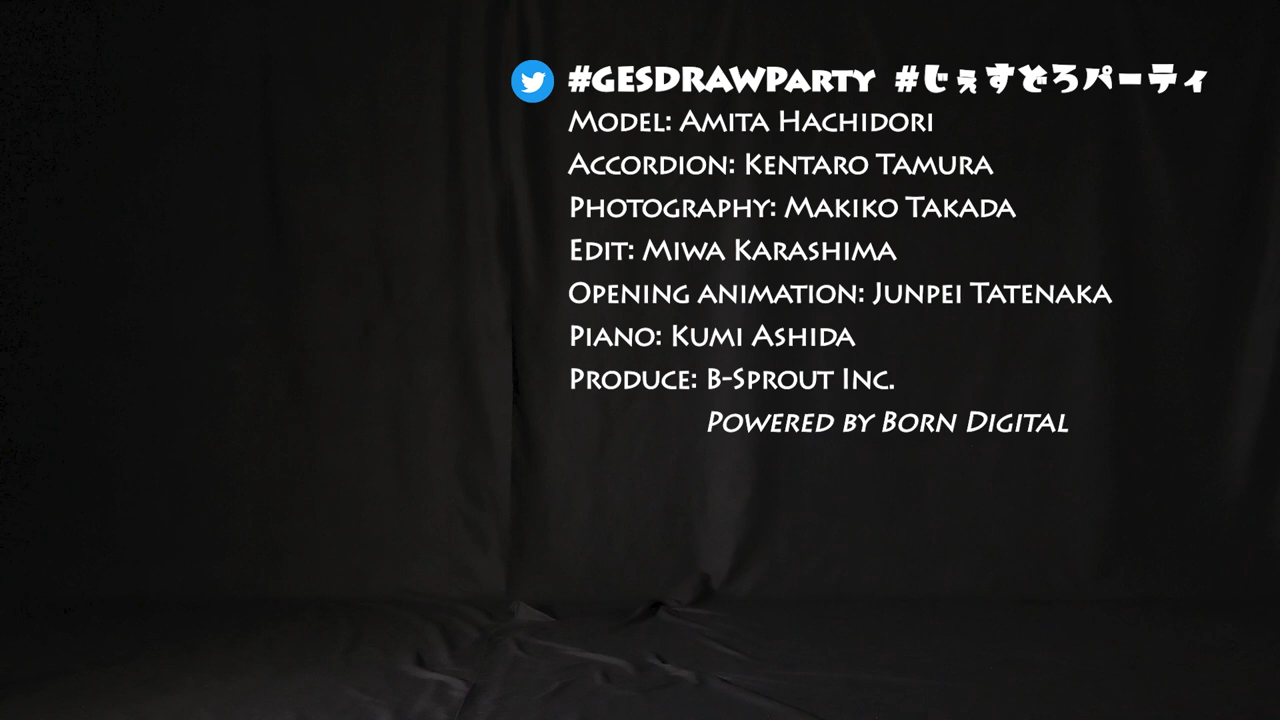 #GESDRAWPARTY #じぇすどろパーティ
MODEL: AMITA HACHIDORI
ACCORDION: KENTARO TAMURA
PHOTOGRAPHY: MAKIKO TAKADA
EDIT: MIWA KARASHIMA
OPENING ANIMATION: JUNPEI TATENAKA
PIANO: KUMI ASHIDA
PRODUCE: B-SPROUT INC.
POWERED BY BORN DIGITAL